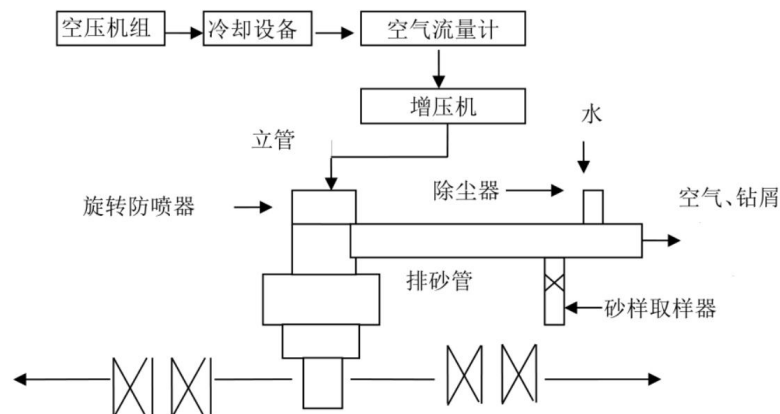 空压机组
冷却设备
空气流量计
增压机
水
立管
除尘器
旋转防喷器
空气、钻屑
排砂管
砂样取样器